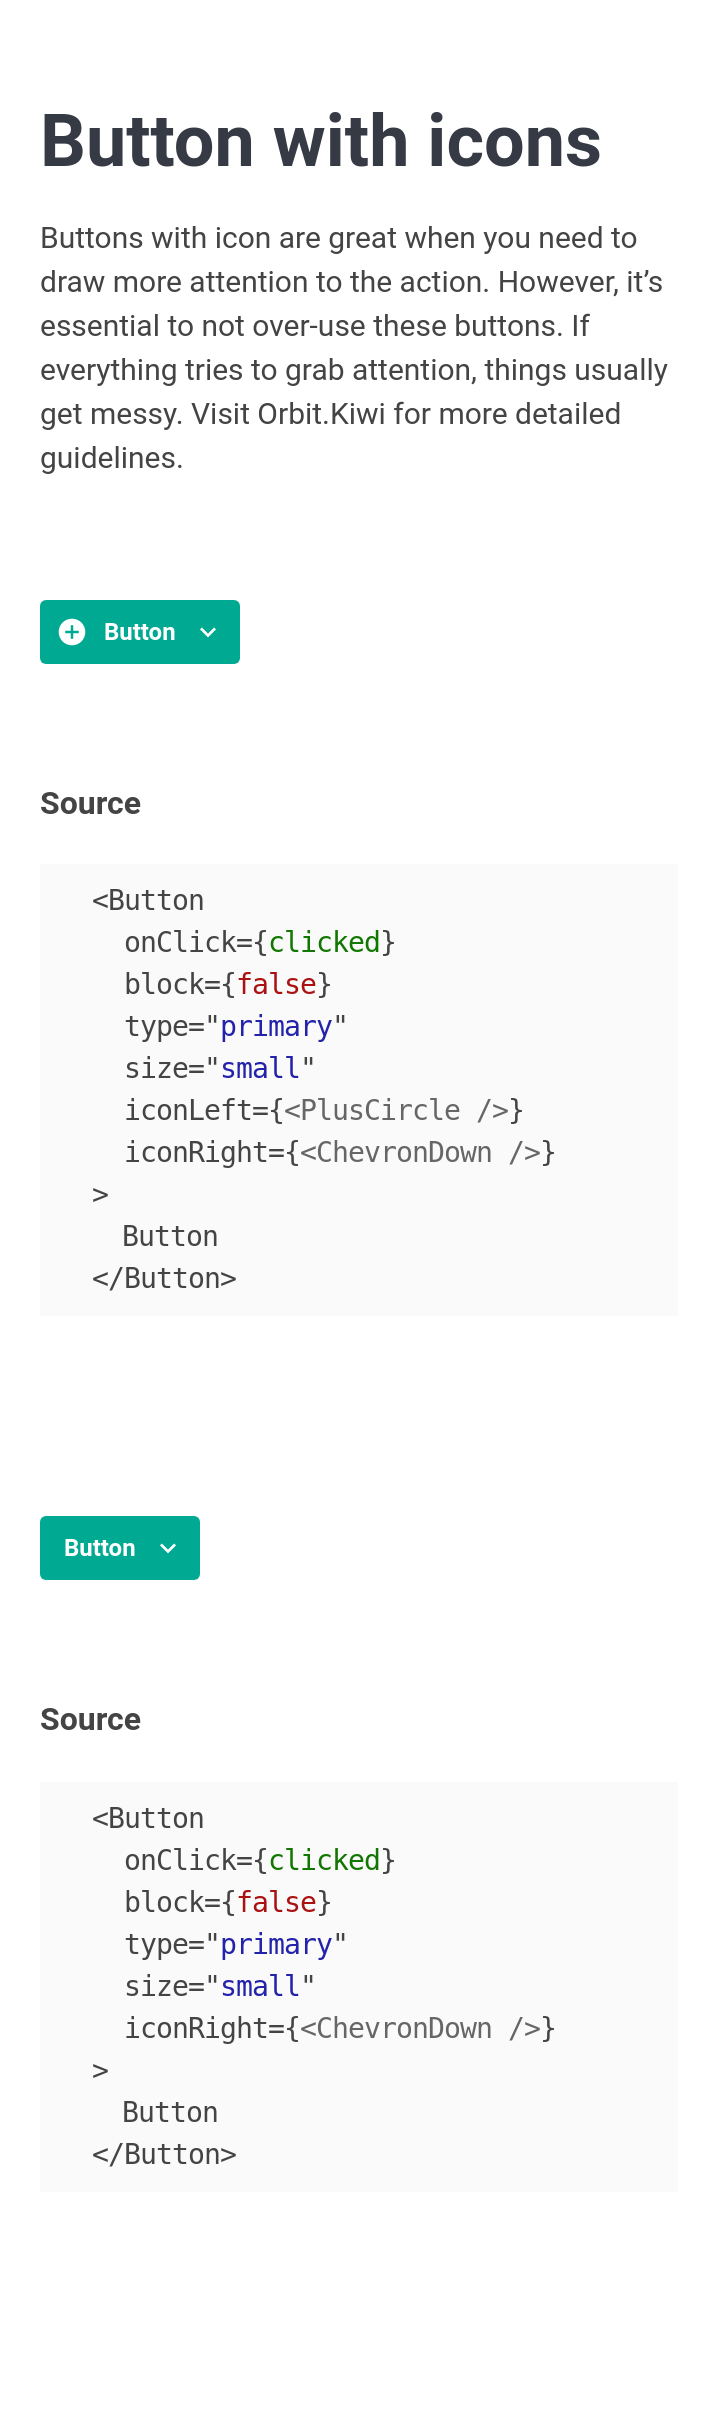 Button with icons
Buttons with icon are great when you need to
draw more attention to the action. However, it’s
essential to not over-use these buttons. If
everything tries to grab attention, things usually
get messy. Visit Orbit.Kiwi for more detailed
guidelines.
Button
Source
<Button
onClick={clicked}
block={false}
type="primary"
size="small"
iconLeft={<PlusCircle />}
iconRight={<ChevronDown />}
>
Button
</Button>
Button
Source
<Button
onClick={clicked}
block={false}
type="primary"
size="small"
iconRight={<ChevronDown />}
>
Button
</Button>